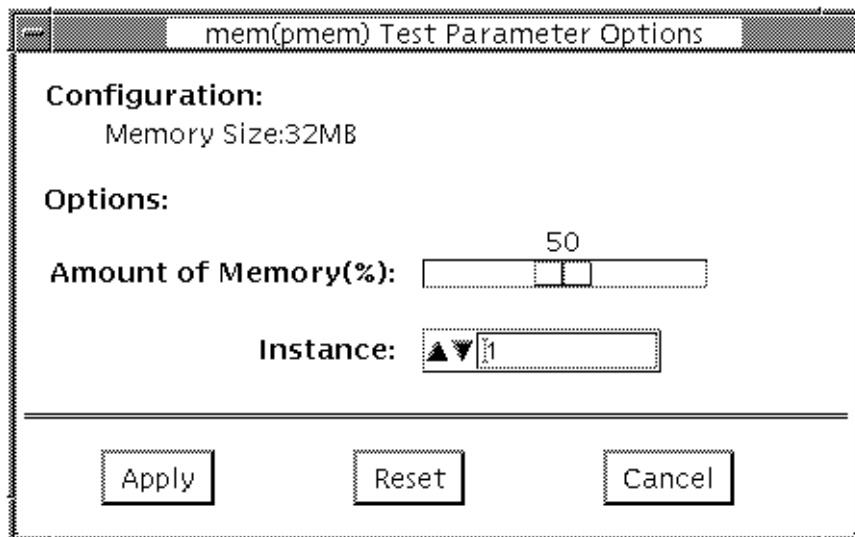 mem(pmem) Test Parameter Options
Configuration:
Memory Size:32MB
Options:
50
Amount of Memory(%):
Instance: 1
Apply Reset Cancel